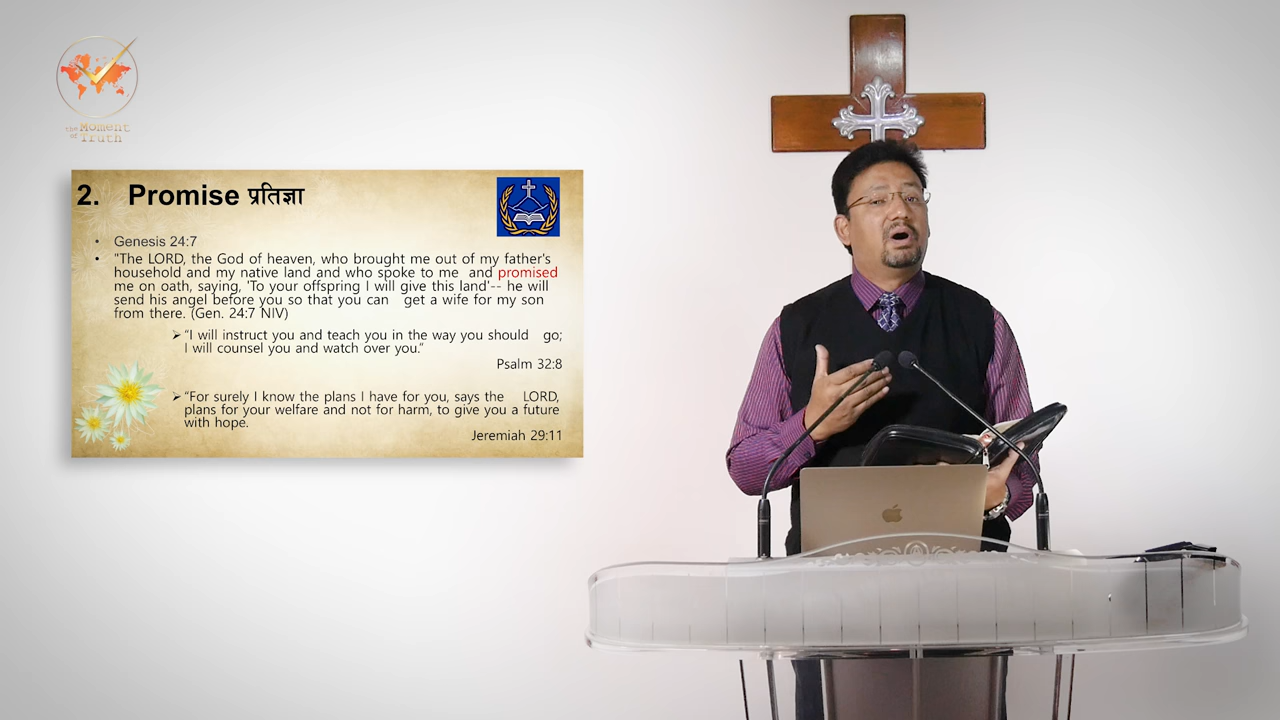 the Moment
of Truth
2. Promise प्रतिज्ञा
• Genesis 24:7
• "The LORD, the God of heaven, who brought me out of my father's
household and my native land and who spoke to me and promised
me on oath, saying, 'To your offspring I will give this land'-- he will
send his angel before you so that you can get a wife for my son
from there. (Gen. 24:7 NIV)
➢ "I will instruct you and teach you in the way you should go;
I will counsel you and watch over you."
Psalm 32:8
➢ "For surely I know the plans I have for you, says the LORD,
plans for your welfare and not for harm, to give you a future
with hope.
Jeremiah 29:11